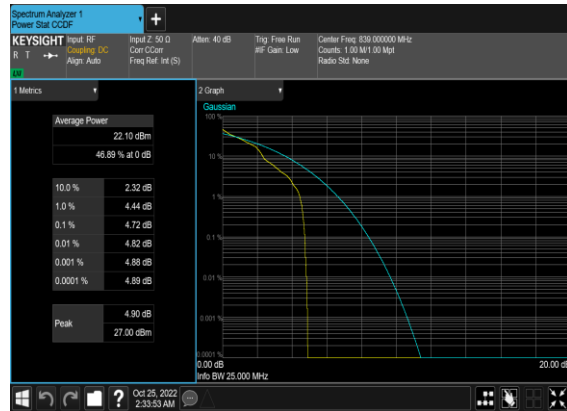 Spectrum Analyzer 1
Power Stat CCDF
KEYSIGHT
R T
LV
Input: RF
Coupling: DC
Align: Auto
Input Z: 50 Ω
Corr CCorr
Freq Ref: Int (S)
Atten: 40 dB
Trig: Free Run
#IF Gain: Low
Center Freq: 839.000000 MHz
Counts: 1.00 M/1.00 Mpt
Radio Std: None
1 Metrics
Average Power
22.10 dBm
46.89 % at 0 dB
10.0 % 2.32 dB
1.0 % 4.44 dB
0.1 % 4.72 dB
0.01 % 4.82 dB
0.001 % 4.88 dB
0.0001 % 4.89 dB
Peak
4.90 dB
27.00 dBm
2 Graph
Gaussian
100 %
10 %
1 %
0.1 %
0.01 %
0.001 %
0.0001 %
0.00 dB
20.00 dB
Info BW 25.000 MHz
?
Oct 25, 2022
2:33:53 AM